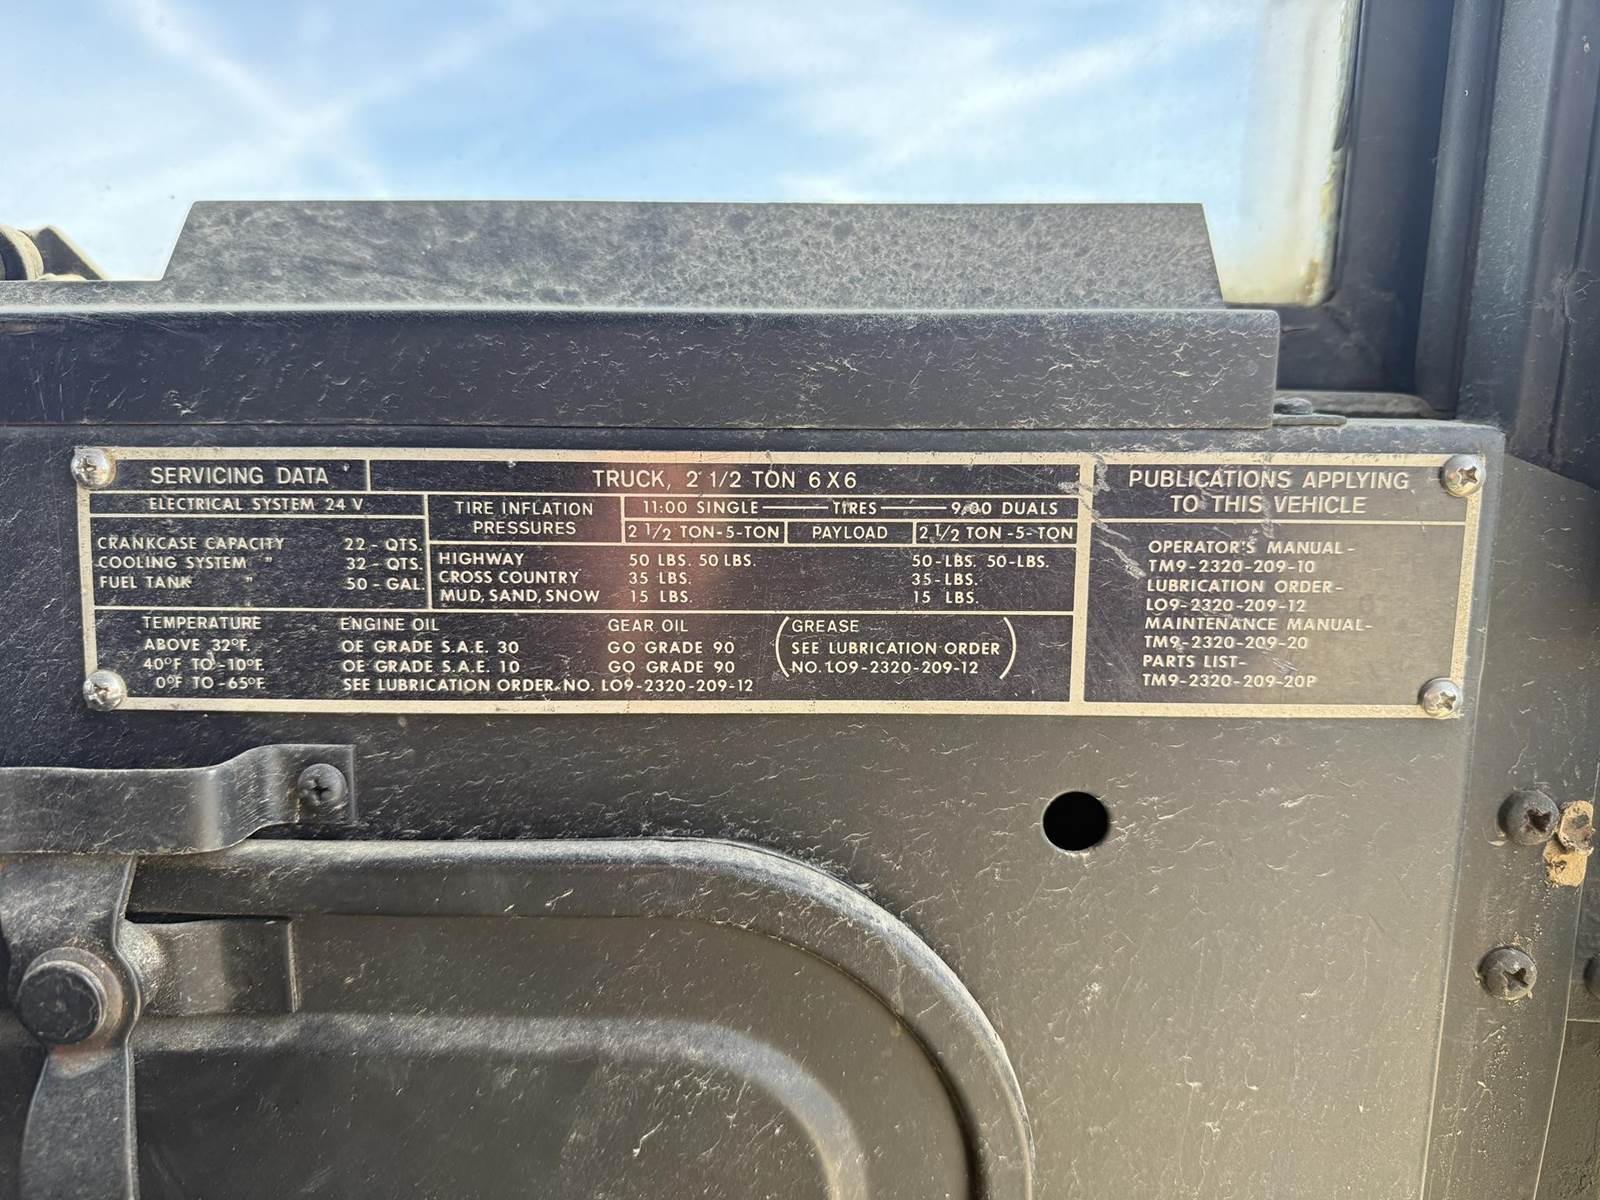 SERVICING DATA
TRUCK, 2 1/2 TON 6X6
ELECTRICAL SYSTEM 24 V
CRANKCASE CAPACITY 22 - QTS.
COOLING SYSTEM " 32 - QTS.
FUEL TANK " 50 - GAL.
TIRE INFLATION
PRESSURES
11:00 SINGLE — TIRES — 9:00 DUALS
2 1/2 TON-5-TON PAYLOAD 2 1/2 TON -5-TON
HIGHWAY 50 LBS. 50 LBS. 50-LBS. 50-LBS.
CROSS COUNTRY 35 LBS. 35-LBS.
MUD, SAND, SNOW 15 LBS. 15 LBS.
TEMPERATURE ENGINE OIL GEAR OIL
ABOVE 32°F. OE GRADE S.A.E. 30 GO GRADE 90
40°F TO -10°F. OE GRADE S.A.E. 10 GO GRADE 90
0°F TO -65°F. SEE LUBRICATION ORDER NO. LO9-2320-209-12
(GREASE
SEE LUBRICATION ORDER
NO. LO9-2320-209-12)
PUBLICATIONS APPLYING
TO THIS VEHICLE
OPERATOR'S MANUAL-
TM9-2320-209-10
LUBRICATION ORDER-
LO9-2320-209-12
MAINTENANCE MANUAL-
TM9-2320-209-20
PARTS LIST-
TM9-2320-209-20P